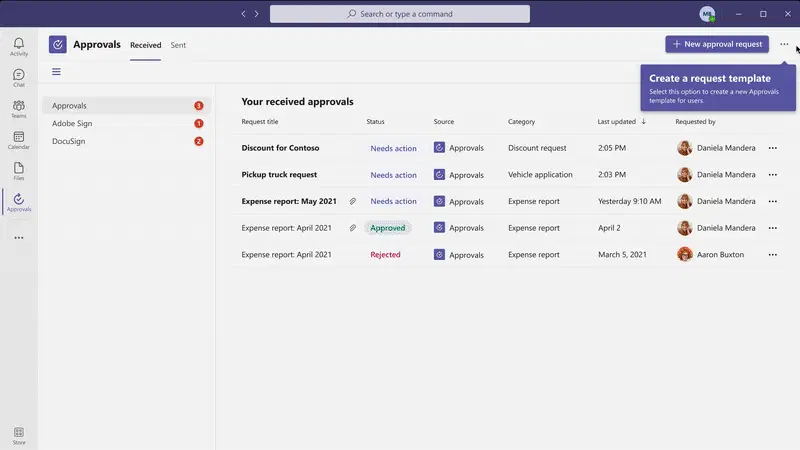 Search or type a command
MB
Activity
Chat
Teams
Calendar
Files
Approvals
Store
Approvals Received Sent
New approval request
Create a request template
Select this option to create a new Approvals
template for users.
Approvals 3
Adobe Sign 1
DocuSign 2
Your received approvals
Request title Status Source Category Last updated Requested by
Discount for Contoso Needs action Approvals Discount request 2:05 PM Daniela Mandera
Pickup truck request Needs action Approvals Vehicle application 2:03 PM Daniela Mandera
Expense report: May 2021 Needs action Approvals Expense report Yesterday 9:10 AM Daniela Mandera
Expense report: April 2021 Approved Approvals Expense report April 2 Daniela Mandera
Expense report: April 2021 Rejected Approvals Expense report March 5, 2021 Aaron Buxton